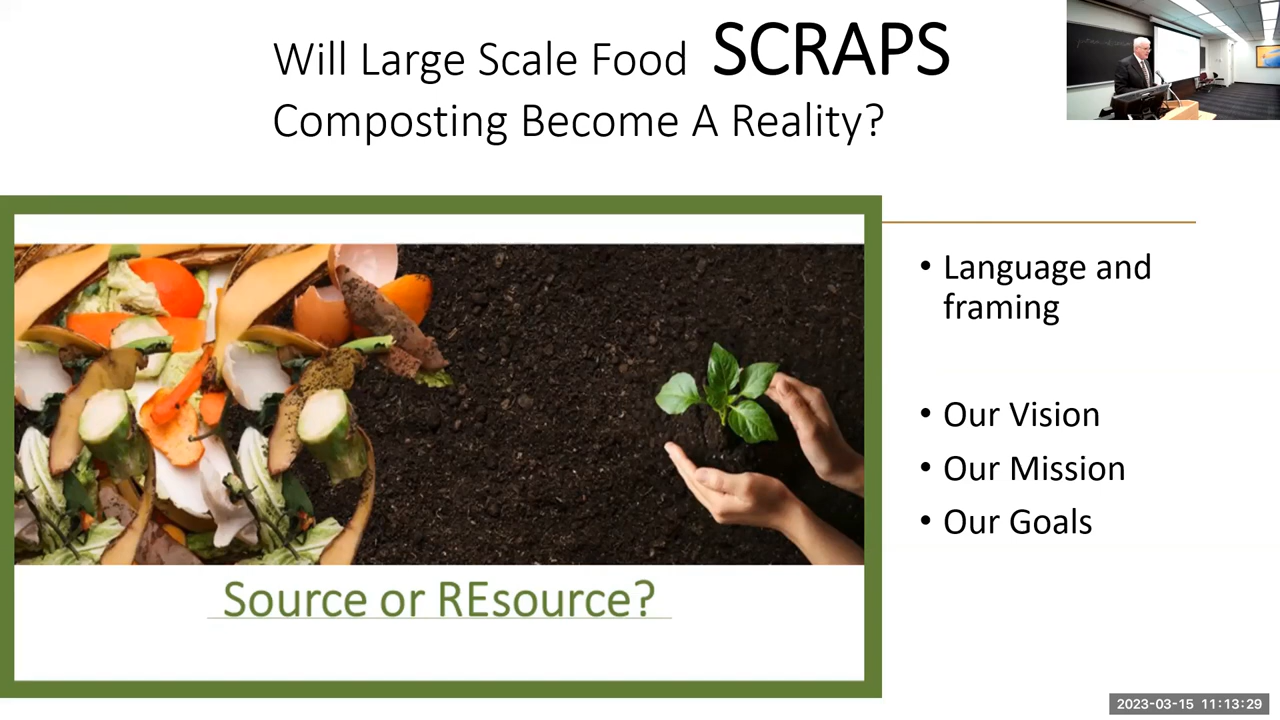 Will Large Scale Food SCRAPS
Composting Become A Reality?
• Language and
framing
• Our Vision
• Our Mission
• Our Goals
Source or REsource?
2023-03-15 11:13:29